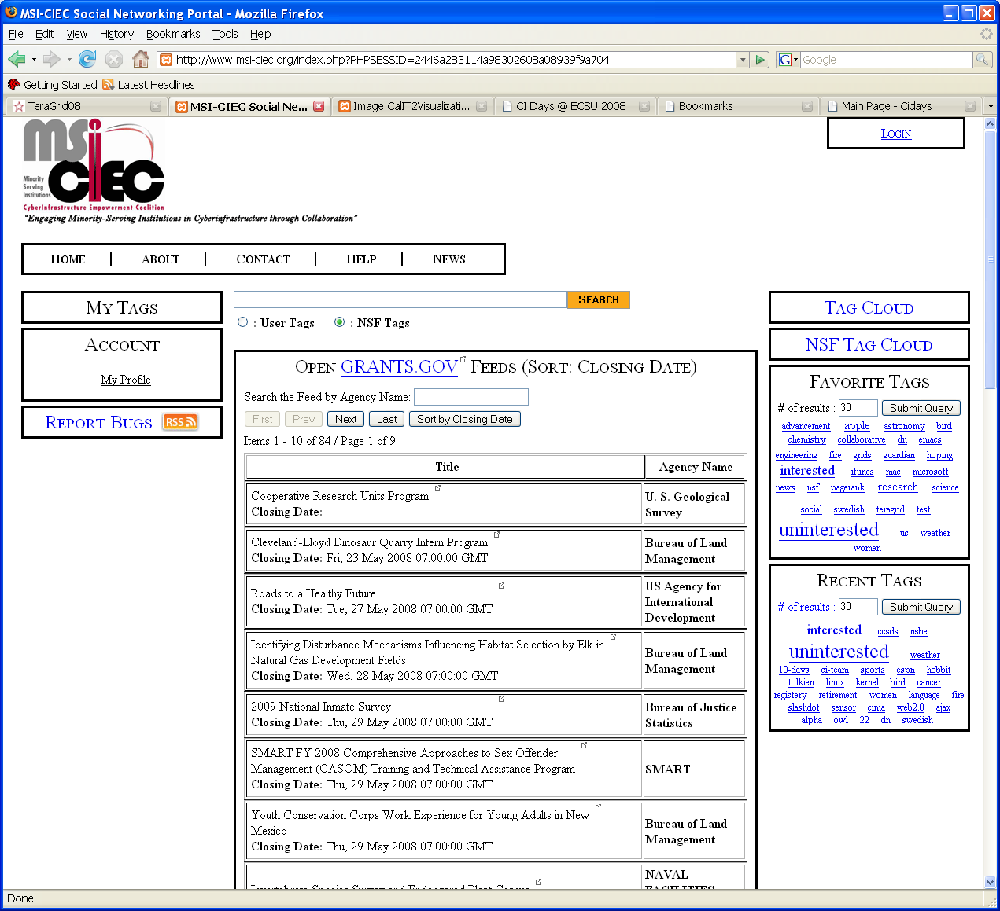 MSI-CIEC Social Networking Portal - Mozilla Firefox
File Edit View History Bookmarks Tools Help
http://www.msi-ciec.org/index.php?PHPSESSID=2446a283114a98302608a08939f9a704
Google
Getting Started Latest Headlines
TeraGrid08
MSI-CIEC Social Ne...
Image:CalIT2Visualizati...
CI Days @ ECSU 2008
Bookmarks
Main Page - Cidays
Login
MSI
CIEC
Minority
Serving
Institutions
CyberInfrastructure Empowerment Coalition
"Engaging Minority-Serving Institutions in Cyberinfrastructure through Collaboration"
Home About Contact Help News
My Tags
Account
My Profile
Report Bugs RSS
SEARCH
: User Tags : NSF Tags
Open GRANTS.GOV Feeds (Sort: Closing Date)
Search the Feed by Agency Name:
First Prev Next Last Sort by Closing Date
Items 1 - 10 of 84 / Page 1 of 9
Title Agency Name
Cooperative Research Units Program
Closing Date:
U. S. Geological
Survey
Cleveland-Lloyd Dinosaur Quarry Intern Program
Closing Date: Fri, 23 May 2008 07:00:00 GMT
Bureau of Land
Management
Roads to a Healthy Future
Closing Date: Tue, 27 May 2008 07:00:00 GMT
US Agency for
International
Development
Identifying Disturbance Mechanisms Influencing Habitat Selection by Elk in
Natural Gas Development Fields
Closing Date: Wed, 28 May 2008 07:00:00 GMT
Bureau of Land
Management
2009 National Inmate Survey
Closing Date: Thu, 29 May 2008 07:00:00 GMT
Bureau of Justice
Statistics
SMART FY 2008 Comprehensive Approaches to Sex Offender
Management (CASOM) Training and Technical Assistance Program
Closing Date: Thu, 29 May 2008 07:00:00 GMT
SMART
Youth Conservation Corps Work Experience for Young Adults in New
Mexico
Closing Date: Thu, 29 May 2008 07:00:00 GMT
Bureau of Land
Management
Invertebrate Species Survey and Endangered Plant Census
NAVAL
FACILITIES
Tag Cloud
NSF Tag Cloud
Favorite Tags
# of results : 30 Submit Query
advancement apple astronomy bird
chemistry collaborative dn emacs
engineering fire grids guardian hoping
interested itunes mac microsoft
news nsf pagerank research science
social swedish teragrid test
uninterested us weather
women
Recent Tags
# of results : 30 Submit Query
interested ccsds nsbe
uninterested weather
10-days ci-team sports espn hobbit
tolkien linux kernel bird cancer
registery retirement women language fire
slashdot sensor cima web2.0 ajax
alpha owl 22 dn swedish
Done